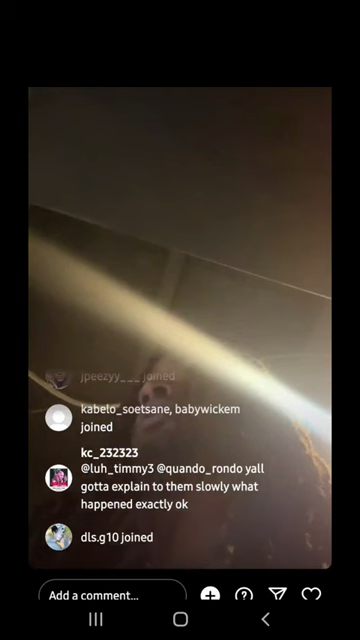 jpeezyy___ joined
kabelo_soetsane, babywickem
joined
kc_232323
@luh_timmy3 @quando_rondo yall
gotta explain to them slowly what
happened exactly ok
dls.g10 joined
Add a comment...